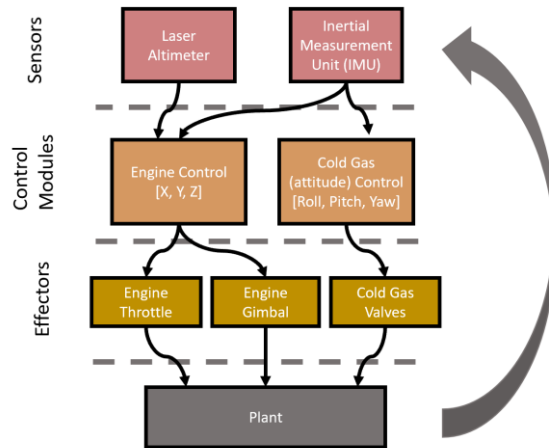 Sensors
Laser
Altimeter
Inertial
Measurement
Unit (IMU)
Control
Modules
Engine Control
[X, Y, Z]
Cold Gas
(attitude) Control
[Roll, Pitch, Yaw]
Effectors
Engine
Throttle
Engine
Gimbal
Cold Gas
Valves
Plant